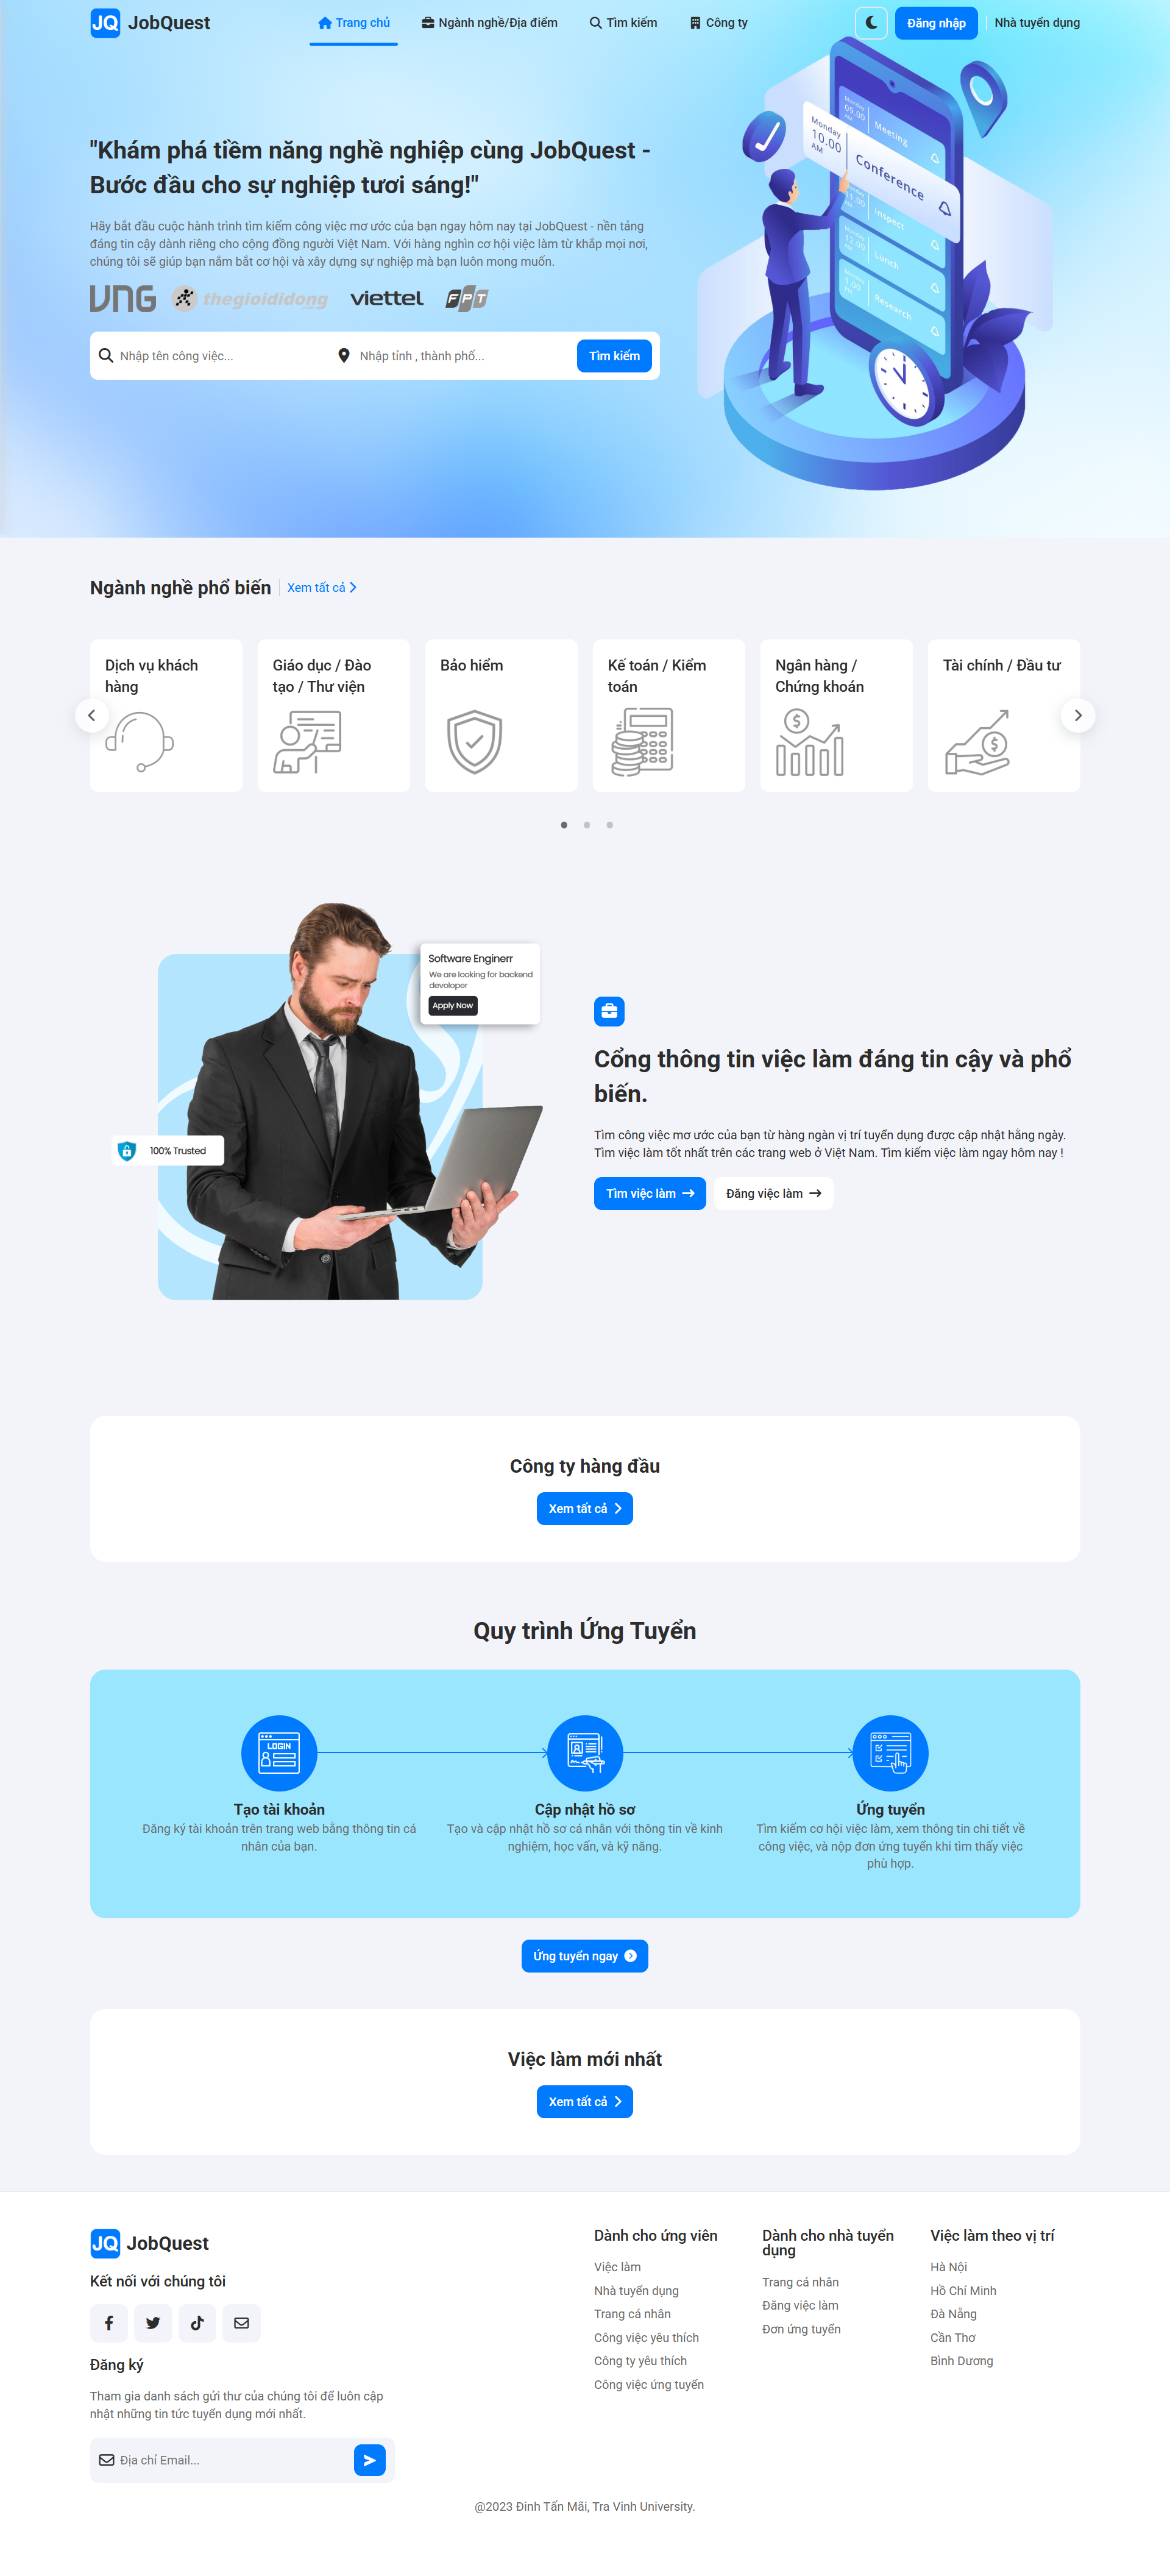 JQ JobQuest
Trang chủ
Ngành nghề/Địa điểm
Tìm kiếm
Công ty
Đăng nhập
Nhà tuyển dụng
"Khám phá tiềm năng nghề nghiệp cùng JobQuest -
Bước đầu cho sự nghiệp tươi sáng!"
Hãy bắt đầu cuộc hành trình tìm kiếm công việc mơ ước của bạn ngay hôm nay tại JobQuest - nền tảng
đáng tin cậy dành riêng cho cộng đồng người Việt Nam. Với hàng nghìn cơ hội việc làm từ khắp mọi nơi,
chúng tôi sẽ giúp bạn nắm bắt cơ hội và xây dựng sự nghiệp mà bạn luôn mong muốn.
VNG
thegioididong
viettel
FPT
Nhập tên công việc...
Nhập tỉnh , thành phố...
Tìm kiếm
Monday
09.00
AM
Meeting
Monday
10.00
AM
Conference
11.00
AM
Inspect
Monday
12.00
AM
Lunch
Monday
1.00
PM
Research
Ngành nghề phổ biến
Xem tất cả
Dịch vụ khách
hàng
Giáo dục / Đào
tạo / Thư viện
Bảo hiểm
Kế toán / Kiểm
toán
Ngân hàng /
Chứng khoán
Tài chính / Đầu tư
Software Enginerr
We are looking for backend
devoloper
Apply Now
100% Trusted
Cổng thông tin việc làm đáng tin cậy và phổ
biến.
Tìm công việc mơ ước của bạn từ hàng ngàn vị trí tuyển dụng được cập nhật hằng ngày.
Tìm việc làm tốt nhất trên các trang web ở Việt Nam. Tìm kiếm việc làm ngay hôm nay !
Tìm việc làm
Đăng việc làm
Công ty hàng đầu
Xem tất cả
Quy trình Ứng Tuyển
LOGIN
Tạo tài khoản
Đăng ký tài khoản trên trang web bằng thông tin cá
nhân của bạn.
Cập nhật hồ sơ
Tạo và cập nhật hồ sơ cá nhân với thông tin về kinh
nghiệm, học vấn, và kỹ năng.
Ứng tuyển
Tìm kiếm cơ hội việc làm, xem thông tin chi tiết về
công việc, và nộp đơn ứng tuyển khi tìm thấy việc
phù hợp.
Ứng tuyển ngay
Việc làm mới nhất
Xem tất cả
JQ JobQuest
Kết nối với chúng tôi
Đăng ký
Tham gia danh sách gửi thư của chúng tôi để luôn cập
nhật những tin tức tuyển dụng mới nhất.
Địa chỉ Email...
Dành cho ứng viên
Việc làm
Nhà tuyển dụng
Trang cá nhân
Công việc yêu thích
Công ty yêu thích
Công việc ứng tuyển
Dành cho nhà tuyển
dụng
Trang cá nhân
Đăng việc làm
Đơn ứng tuyển
Việc làm theo vị trí
Hà Nội
Hồ Chí Minh
Đà Nẵng
Cần Thơ
Bình Dương
@2023 Đinh Tấn Mãi, Tra Vinh University.